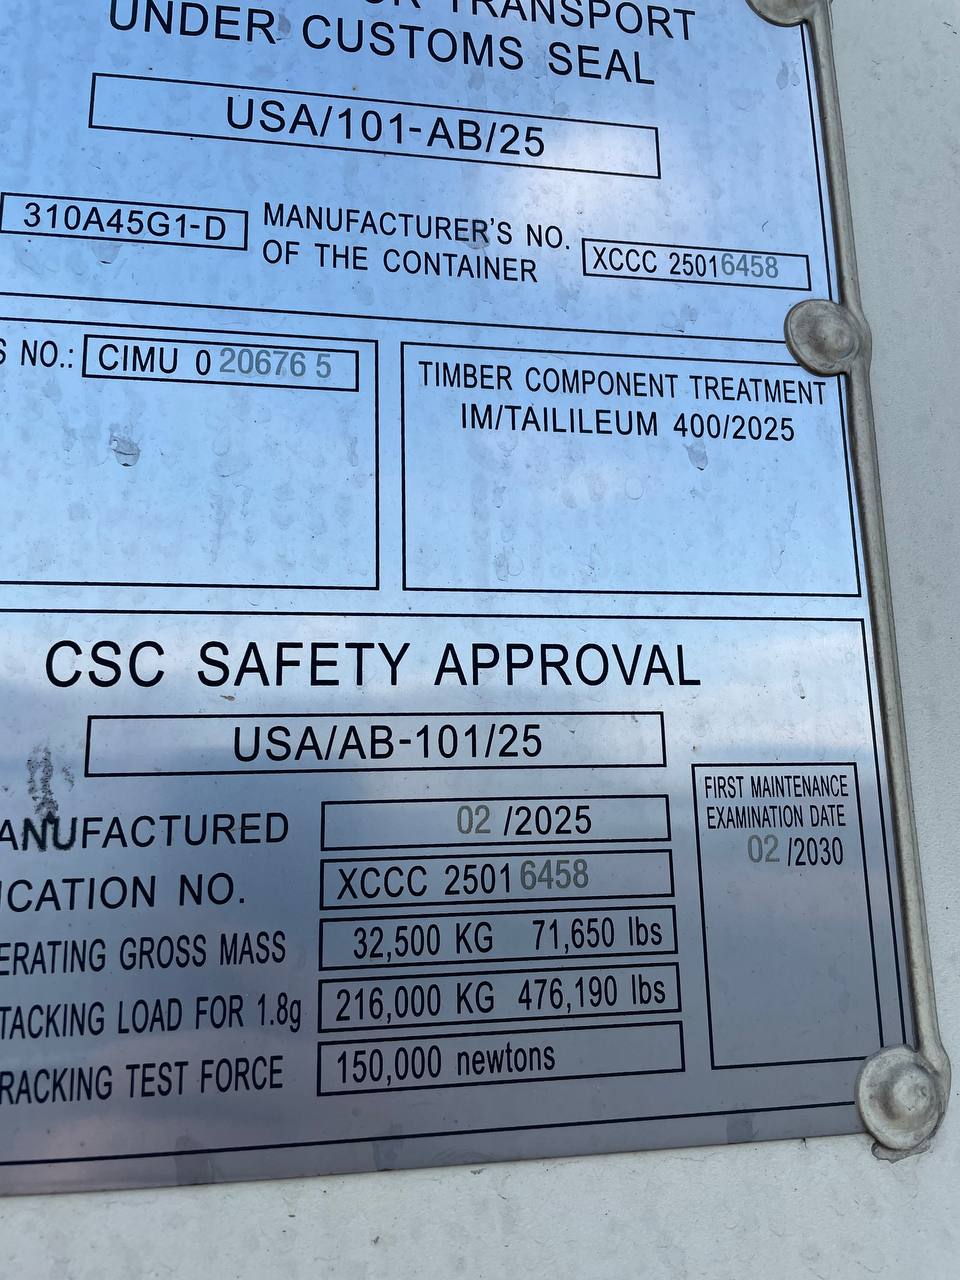 TRANSPORT
UNDER CUSTOMS SEAL
USA/101-AB/25
310A45G1-D
MANUFACTURER'S NO.
OF THE CONTAINER
XCCC 25016458
NO.:
CIMU 0 20676 5
TIMBER COMPONENT TREATMENT
IM/TAILILEUM 400/2025
CSC SAFETY APPROVAL
USA/AB-101/25
ANUFACTURED
02 /2025
ICATION NO.
XCCC 2501 6458
ERATING GROSS MASS
32,500 KG 71,650 lbs
TACKING LOAD FOR 1.8g
216,000 KG 476,190 lbs
RACKING TEST FORCE
150,000 newtons
FIRST MAINTENANCE
EXAMINATION DATE
02 /2030